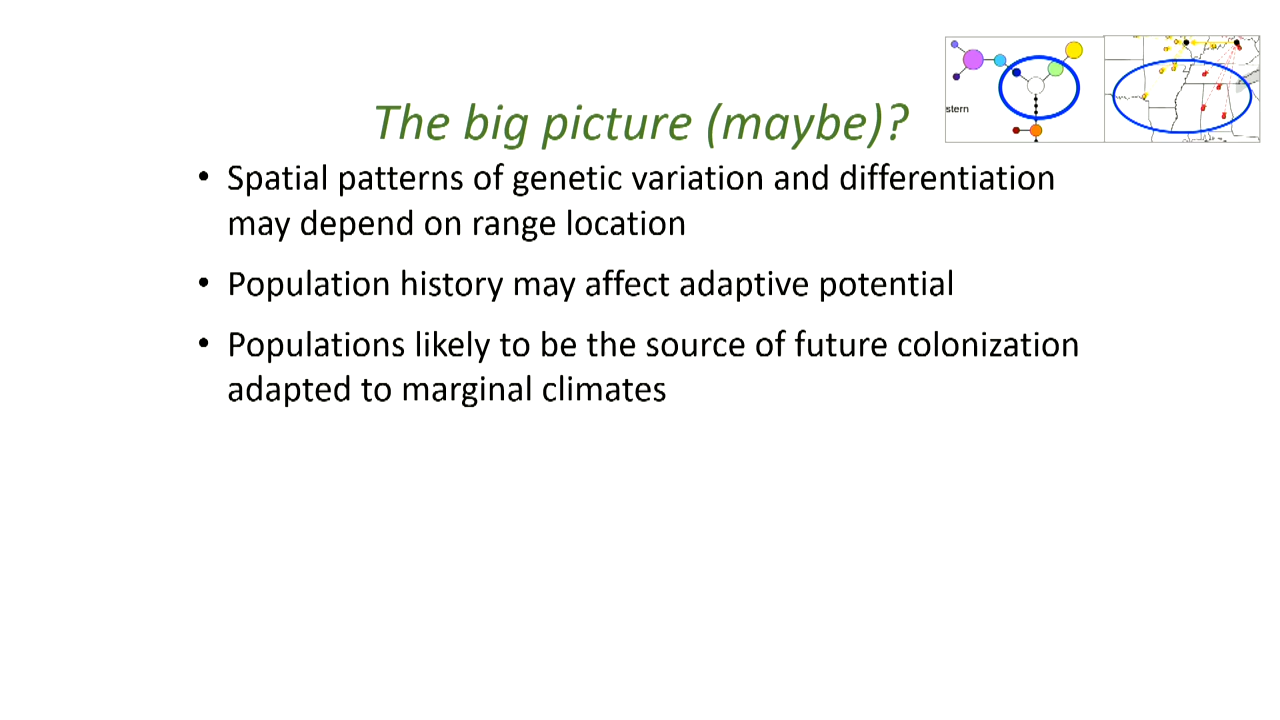 The big picture (maybe)?
stern
• Spatial patterns of genetic variation and differentiation
may depend on range location
• Population history may affect adaptive potential
• Populations likely to be the source of future colonization
adapted to marginal climates